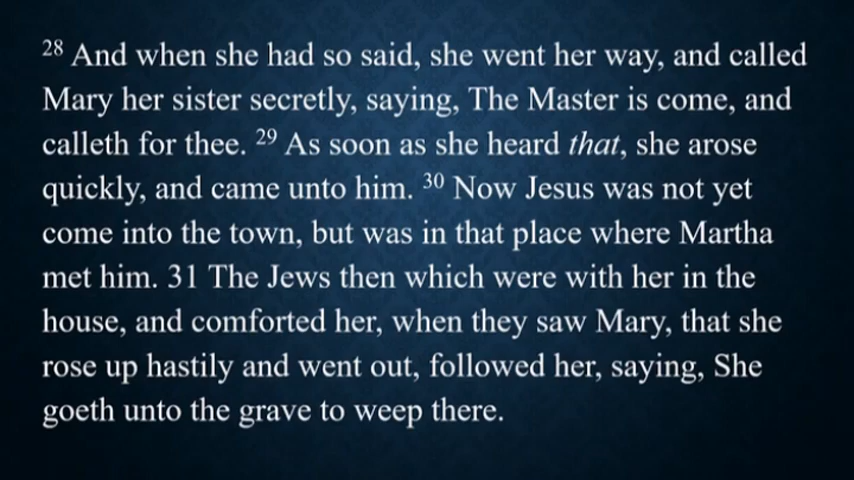 28 And when she had so said, she went her way, and called
Mary her sister secretly, saying, The Master is come, and
calleth for thee. 29 As soon as she heard that, she arose
quickly, and came unto him. 30 Now Jesus was not yet
come into the town, but was in that place where Martha
met him. 31 The Jews then which were with her in the
house, and comforted her, when they saw Mary, that she
rose up hastily and went out, followed her, saying, She
goeth unto the grave to weep there.